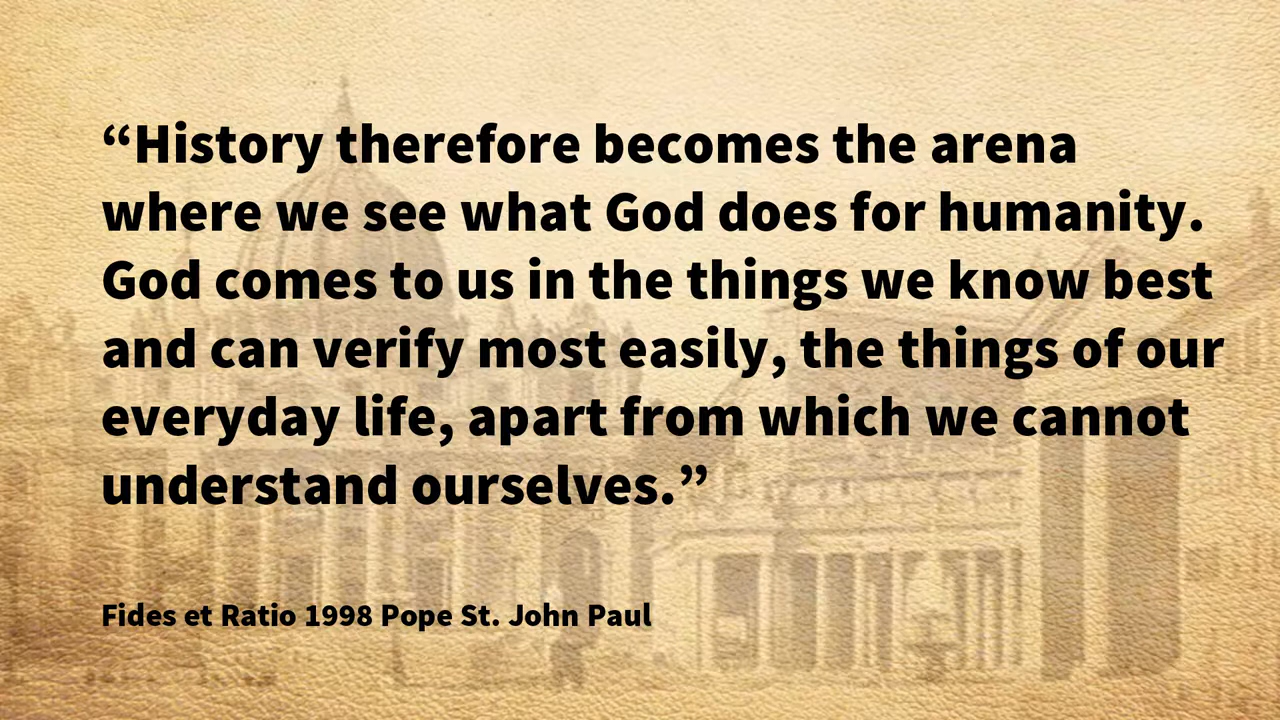 “History therefore becomes the arena
where we see what God does for humanity.
God comes to us in the things we know best
and can verify most easily, the things of our
everyday life, apart from which we cannot
understand ourselves.”
Fides et Ratio 1998 Pope St. John Paul